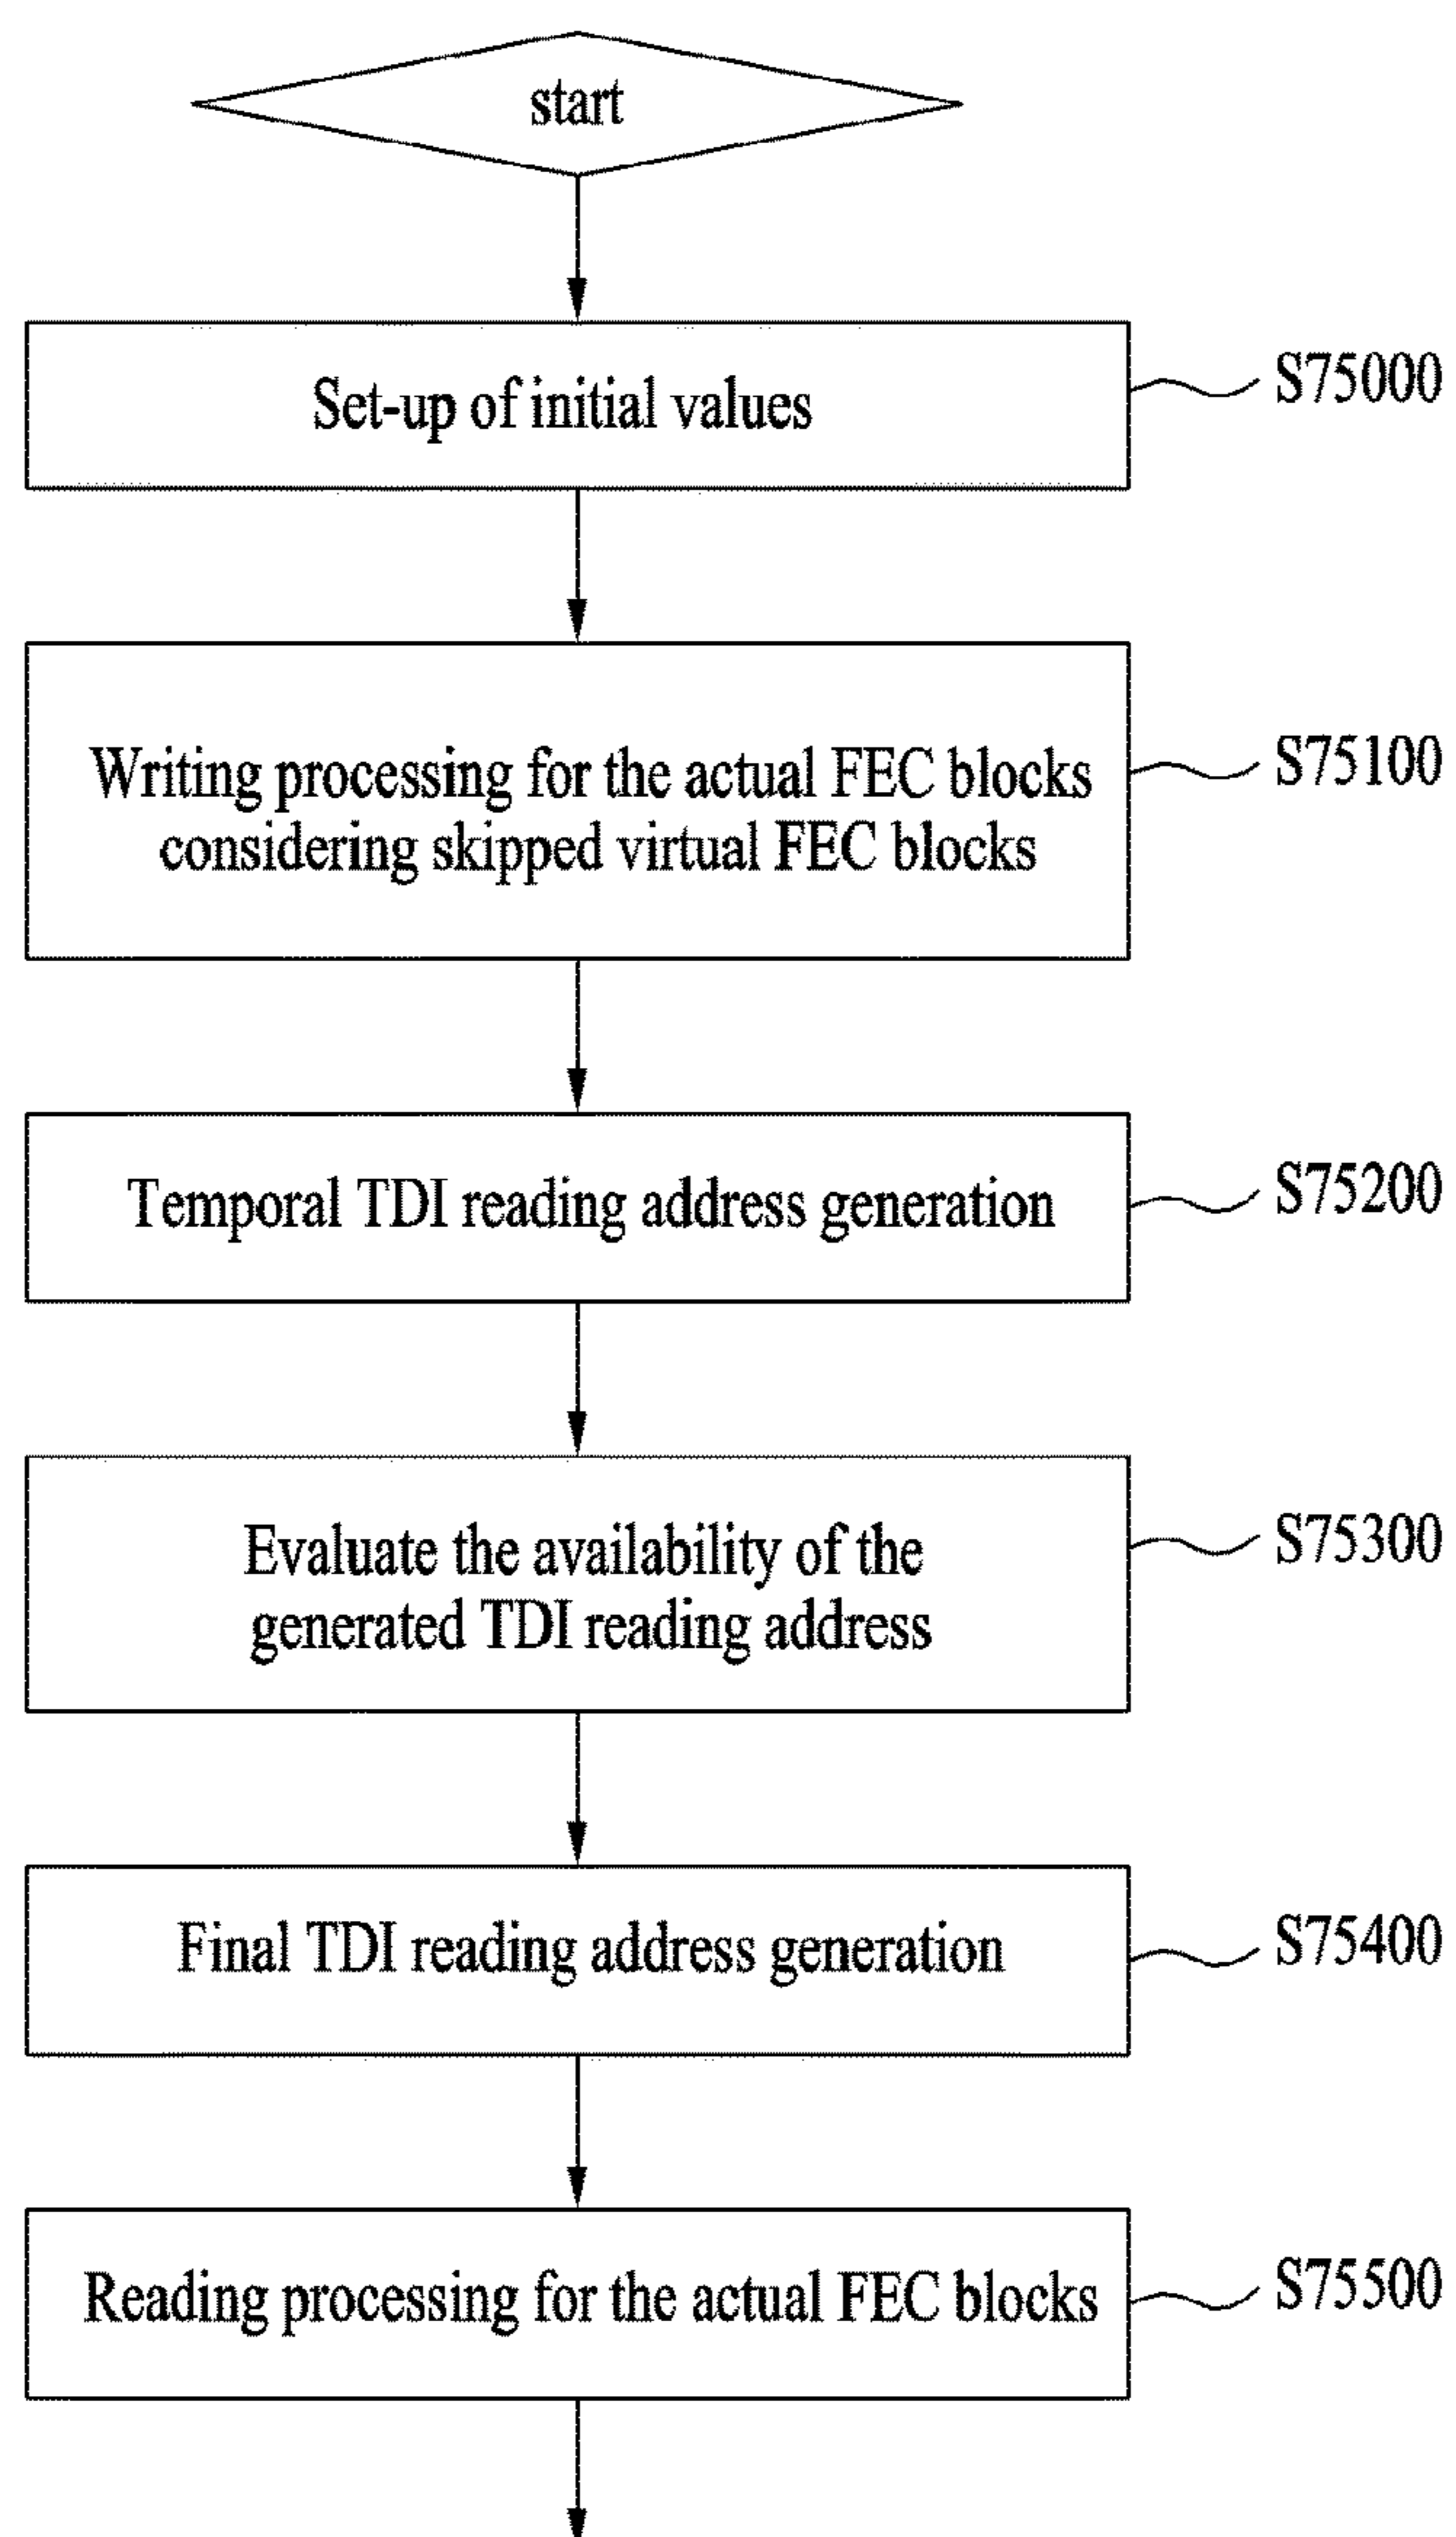 start
Set-up of initial values
S75000
Writing processing for the actual FEC blocks
considering skipped virtual FEC blocks
S75100
Temporal TDI reading address generation
S75200
Evaluate the availability of the
generated TDI reading address
S75300
Final TDI reading address generation
S75400
Reading processing for the actual FEC blocks
S75500